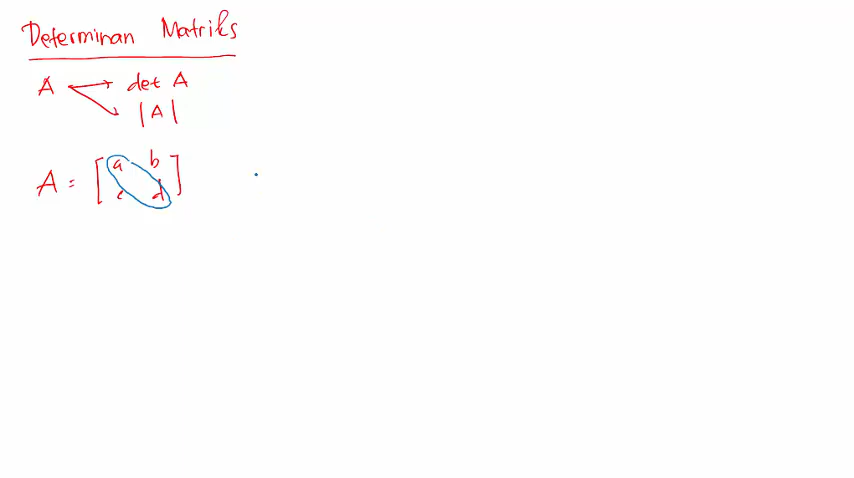 Determinan Matriks
A det A
|A|
A = [ a b
c d ]